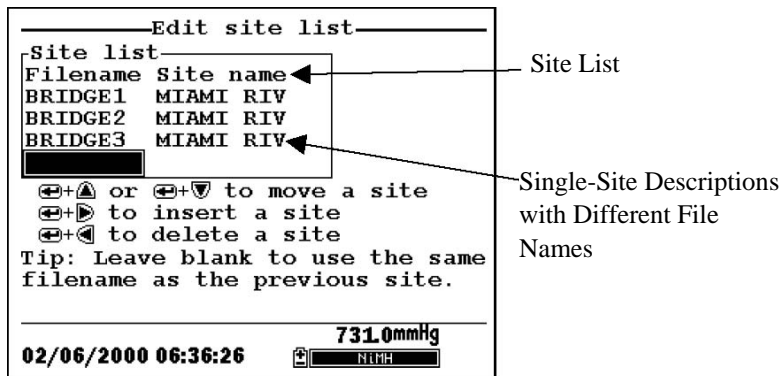 Edit site list
Site list
Filename Site name
BRIDGE1 MIAMI RIV
BRIDGE2 MIAMI RIV
BRIDGE3 MIAMI RIV
+ or + to move a site
+ to insert a site
+ to delete a site
Tip: Leave blank to use the same
filename as the previous site.
731.0mmHg
02/06/2000 06:36:26
NiMH
Site List
Single-Site Descriptions
with Different File
Names